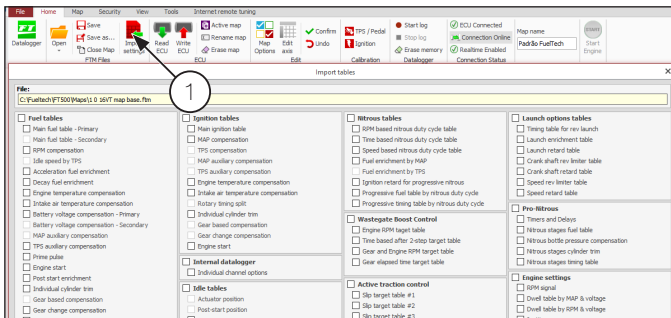 File Home Map Security View Tools Internet remote tuning
Datalogger
Open
Save
Save as...
Close Map
FTM Files
Import settings
Read ECU
Write ECU
Active map
Rename map
Erase map
ECU
Map Options
Edit axis
Confirm
Undo
Edit
TPS / Pedal
Ignition
Calibration
Start log
Stop log
Erase memory
Datalogger
ECU Connected
Connection Online
Realtime Enabled
Connection Status
Map name
Padrão FuelTech
START
Start Engine
Import tables
1
File:
C:\Fueltech\FT500\Maps\1 0 16VT map base.ftm
Fuel tables
Main fuel table - Primary
Main fuel table - Secondary
RPM compensation
Idle speed by TPS
Acceleration fuel enrichment
Decay fuel enrichment
Engine temperature compensation
Intake air temperature compensation
Battery voltage compensation - Primary
Battery voltage compensation - Secondary
MAP auxiliary compensation
TPS auxiliary compensation
Prime pulse
Engine start
Post start enrichment
Individual cylinder trim
Gear based compensation
Gear change compensation
Ignition tables
Main ignition table
MAP compensation
TPS compensation
MAP auxiliary compensation
TPS auxiliary compensation
Engine temperature compensation
Intake air temperature compensation
Rotary timing split
Individual cylinder trim
Gear based compensation
Gear change compensation
Engine start
Internal datalogger
Individual channel options
Idle tables
Actuator position
Post-start position
Nitrous tables
RPM based nitrous duty cycle table
Time based nitrous duty cycle table
Speed based nitrous duty cycle table
Fuel enrichment by MAP
Fuel enrichment by TPS
Ignition retard for progressive nitrous
Progressive fuel table by nitrous duty cycle
Progressive timing table by nitrous duty cycle
Wastegate Boost Control
Engine RPM taget table
Time based after 2-step target table
Gear and Engine RPM target table
Gear elapsed time target table
Active traction control
Slip target table #1
Slip target table #2
Slip target table #3
Launch options tables
Timing table for rev launch
Launch enrichment table
Launch retard table
Crank shaft rev limiter table
Crank shaft retard table
Speed rev limiter table
Speed retard table
Pro-Nitrous
Timers and Delays
Nitrous stages fuel table
Nitrous bottle pressure compensation
Nitrous stages cylinder trim
Nitrous stages timing table
Engine settings
RPM signal
Dwell table by MAP & voltage
Dwell table by RPM & voltage